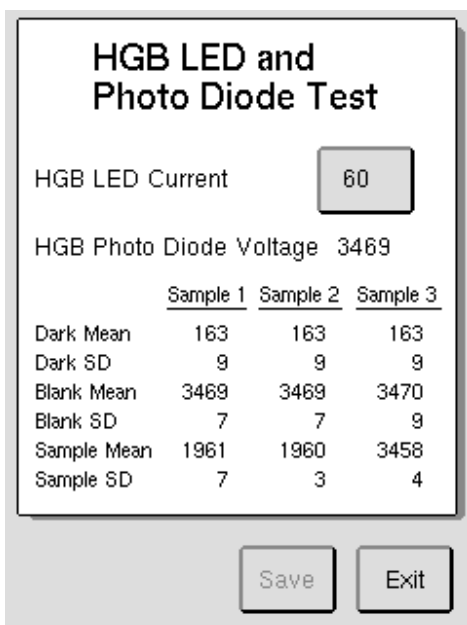 HGB LED and
Photo Diode Test
HGB LED Current 60
HGB Photo Diode Voltage 3469
Sample 1 Sample 2 Sample 3
Dark Mean 163 163 163
Dark SD 9 9 9
Blank Mean 3469 3469 3470
Blank SD 7 7 9
Sample Mean 1961 1960 3458
Sample SD 7 3 4
Save Exit